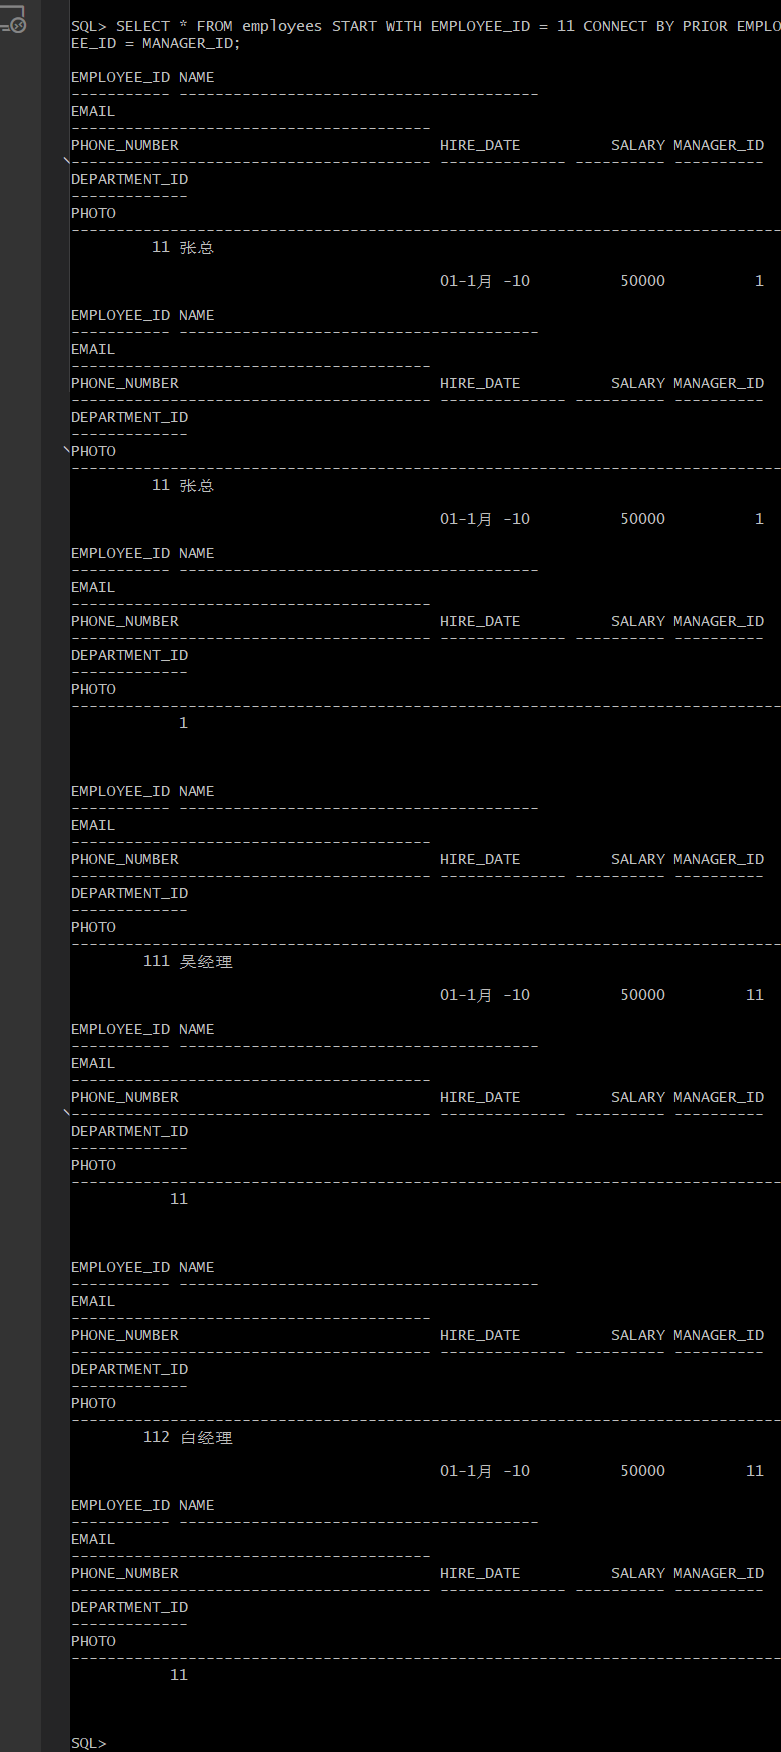 SQL> SELECT * FROM employees START WITH EMPLOYEE_ID = 11 CONNECT BY PRIOR EMPLO
EE_ID = MANAGER_ID;
EMPLOYEE_ID NAME
----------- ----------------------------------------
EMAIL
----------------------------------------
PHONE_NUMBER HIRE_DATE SALARY MANAGER_ID
---------------------------------------- -------------- ---------- ----------
DEPARTMENT_ID
-------------
PHOTO
--------------------------------------------------------------------------------
11 张总
01-1月 -10 50000 1
EMPLOYEE_ID NAME
----------- ----------------------------------------
EMAIL
----------------------------------------
PHONE_NUMBER HIRE_DATE SALARY MANAGER_ID
---------------------------------------- -------------- ---------- ----------
DEPARTMENT_ID
-------------
PHOTO
--------------------------------------------------------------------------------
11 张总
01-1月 -10 50000 1
EMPLOYEE_ID NAME
----------- ----------------------------------------
EMAIL
----------------------------------------
PHONE_NUMBER HIRE_DATE SALARY MANAGER_ID
---------------------------------------- -------------- ---------- ----------
DEPARTMENT_ID
-------------
PHOTO
--------------------------------------------------------------------------------
1
EMPLOYEE_ID NAME
----------- ----------------------------------------
EMAIL
----------------------------------------
PHONE_NUMBER HIRE_DATE SALARY MANAGER_ID
---------------------------------------- -------------- ---------- ----------
DEPARTMENT_ID
-------------
PHOTO
--------------------------------------------------------------------------------
111 吴经理
01-1月 -10 50000 11
EMPLOYEE_ID NAME
----------- ----------------------------------------
EMAIL
----------------------------------------
PHONE_NUMBER HIRE_DATE SALARY MANAGER_ID
---------------------------------------- -------------- ---------- ----------
DEPARTMENT_ID
-------------
PHOTO
--------------------------------------------------------------------------------
11
EMPLOYEE_ID NAME
----------- ----------------------------------------
EMAIL
----------------------------------------
PHONE_NUMBER HIRE_DATE SALARY MANAGER_ID
---------------------------------------- -------------- ---------- ----------
DEPARTMENT_ID
-------------
PHOTO
--------------------------------------------------------------------------------
112 白经理
01-1月 -10 50000 11
EMPLOYEE_ID NAME
----------- ----------------------------------------
EMAIL
----------------------------------------
PHONE_NUMBER HIRE_DATE SALARY MANAGER_ID
---------------------------------------- -------------- ---------- ----------
DEPARTMENT_ID
-------------
PHOTO
--------------------------------------------------------------------------------
11
SQL>